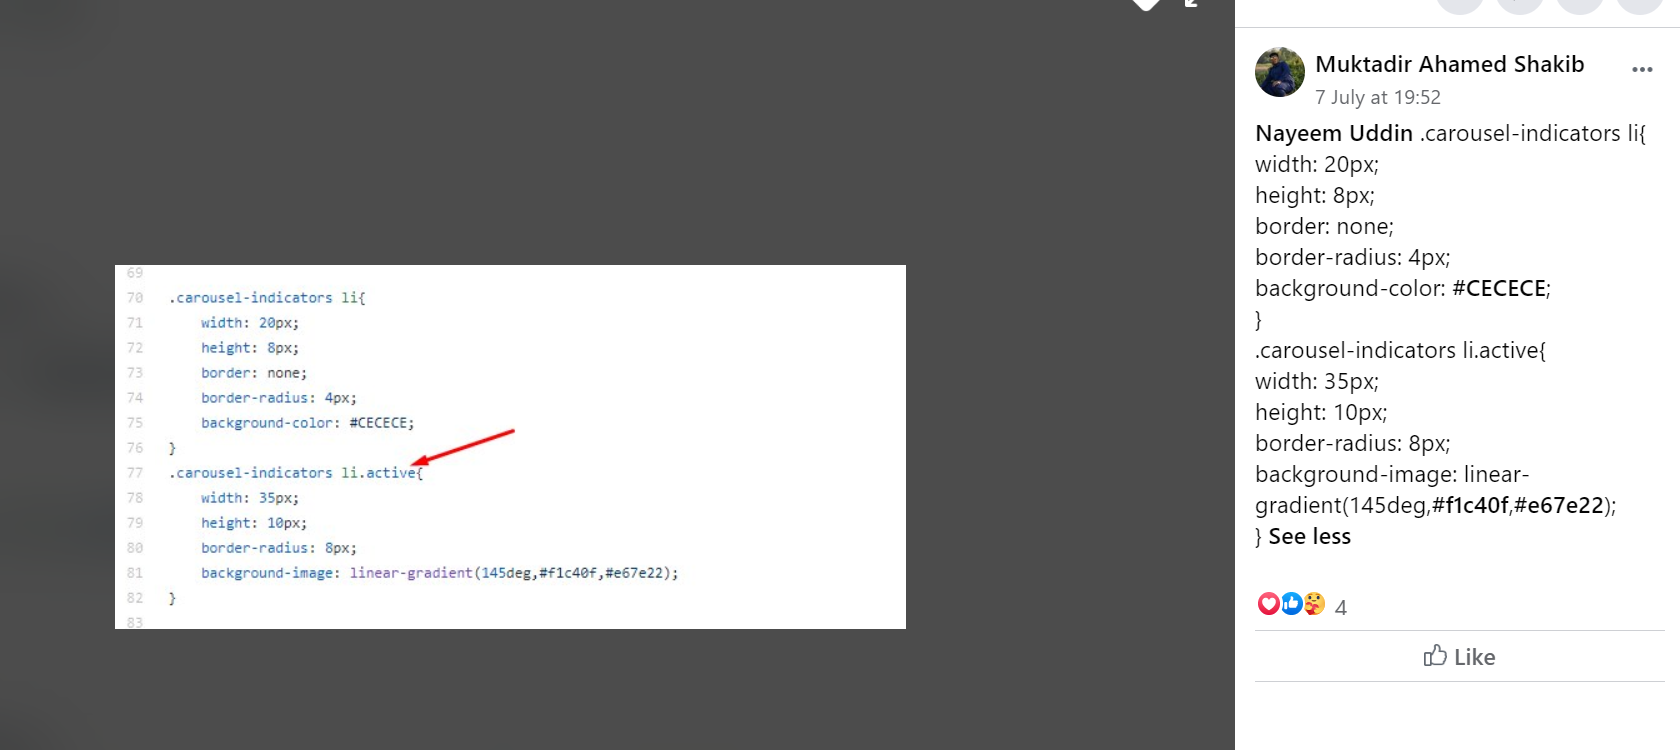 69
70 .carousel-indicators li{
71 width: 20px;
72 height: 8px;
73 border: none;
74 border-radius: 4px;
75 background-color: #CECECE;
76 }
77 .carousel-indicators li.active{
78 width: 35px;
79 height: 10px;
80 border-radius: 8px;
81 background-image: linear-gradient(145deg,#f1c40f,#e67e22);
82 }
83
Muktadir Ahamed Shakib
7 July at 19:52
Nayeem Uddin .carousel-indicators li{
width: 20px;
height: 8px;
border: none;
border-radius: 4px;
background-color: #CECECE;
}
.carousel-indicators li.active{
width: 35px;
height: 10px;
border-radius: 8px;
background-image: linear-
gradient(145deg,#f1c40f,#e67e22);
} See less
4
Like